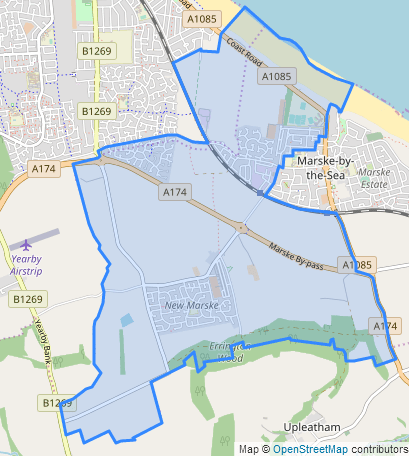 A1085
B1269
Coast Road
A1085
B1269
Marske-by-
the-Sea
Marske
Estate
A174
A174
Yearby
Airstrip
Marske By-pass
A1085
B1269
New Marske
Yearby Bank
A174
Errington
Wood
B1269
Upleatham
Map © OpenStreetMap contributors